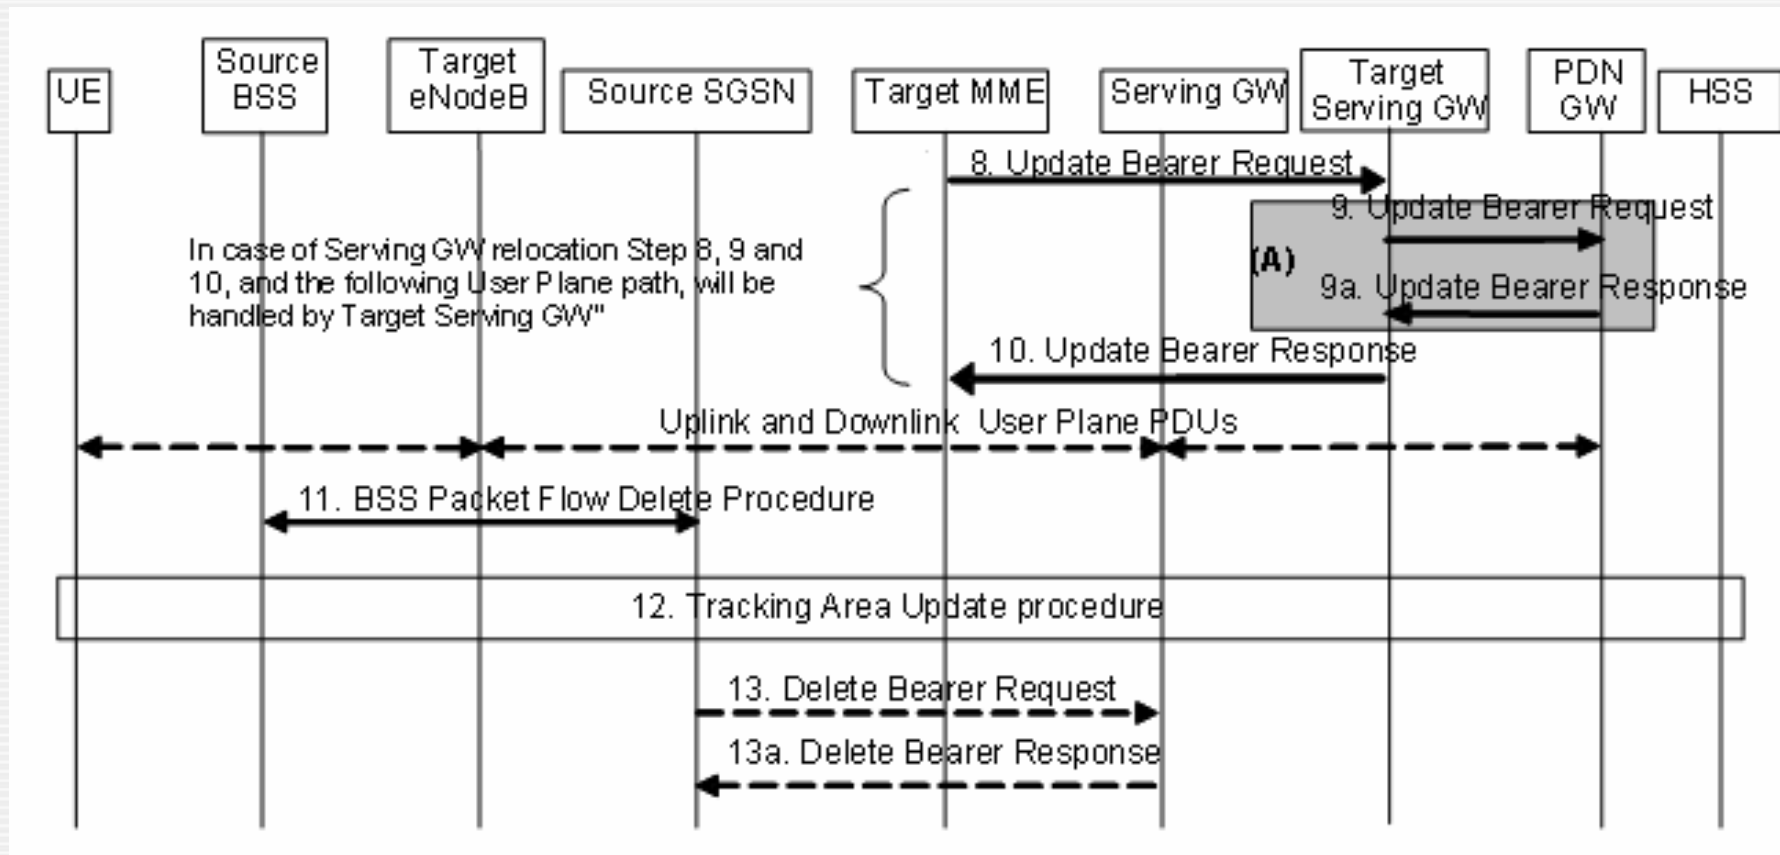 UE
Source
BSS
Target
eNodeB
Source SGSN
Target MME
Serving GW
Target
Serving GW
PDN
GW
HSS
8. Update Bearer Request
9. Update Bearer Request
(A)
In case of Serving GW relocation Step 8, 9 and
10, and the following User Plane path, will be
handled by Target Serving GW"
9a. Update Bearer Response
10. Update Bearer Response
Uplink and Downlink User Plane PDUs
11. BSS Packet Flow Delete Procedure
12. Tracking Area Update procedure
13. Delete Bearer Request
13a. Delete Bearer Response